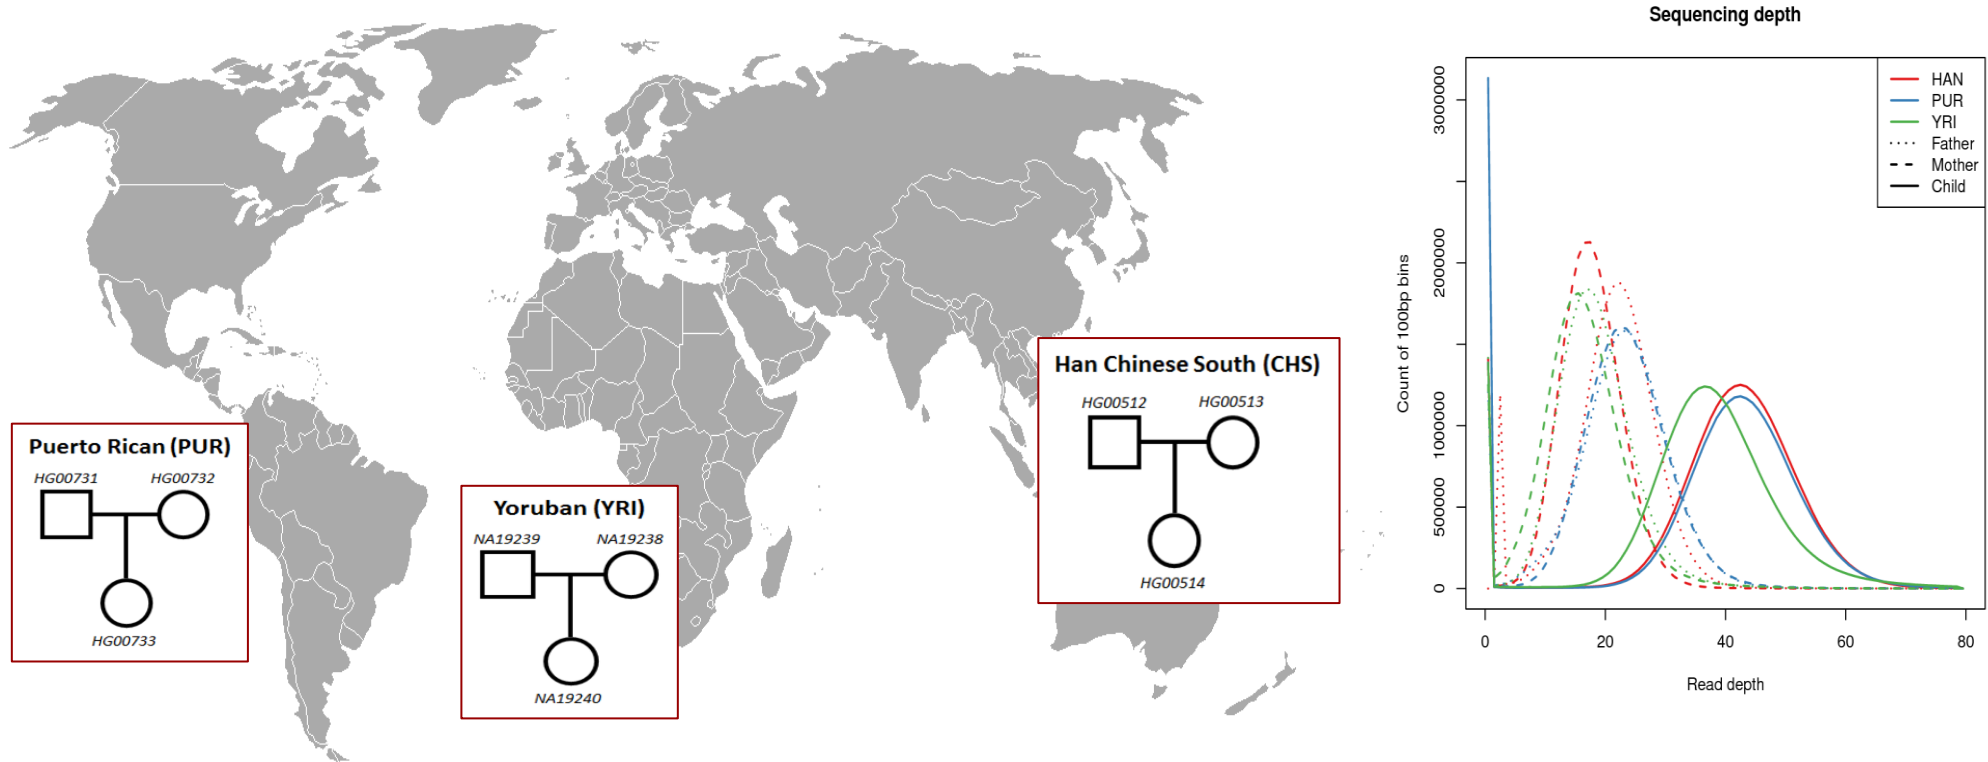 Puerto Rican (PUR)
HG00731 HG00732
HG00733
Yoruban (YRI)
NA19239 NA19238
NA19240
Han Chinese South (CHS)
HG00512 HG00513
HG00514
Sequencing depth
Count of 100bp bins
0
500000
1000000
2000000
3000000
0 20 40 60 80
Read depth
HAN
PUR
YRI
Father
Mother
Child